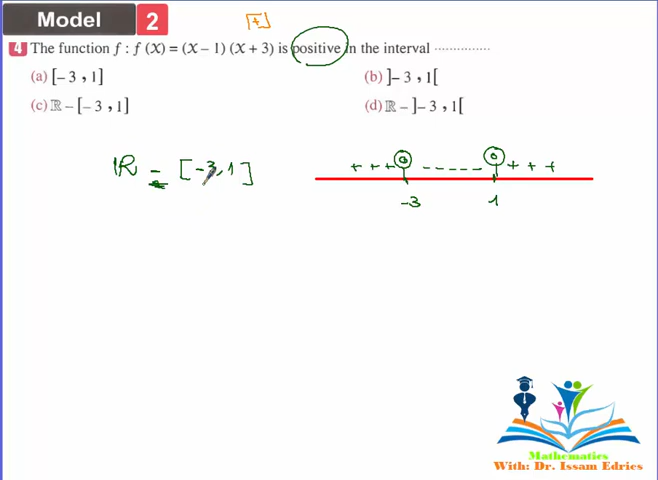 Model 2
[+]
4 The function f : f (X) = (X – 1) (X + 3) is positive in the interval ...............
(a) [– 3 , 1]
(b) ]– 3 , 1[
(c) ℝ – [– 3 , 1]
(d) ℝ – ]– 3 , 1[
ℝ – [-3,1]
+ + + 0 - - - - - 0 + + +
-3 1
Mathematics
With: Dr. Issam Edries